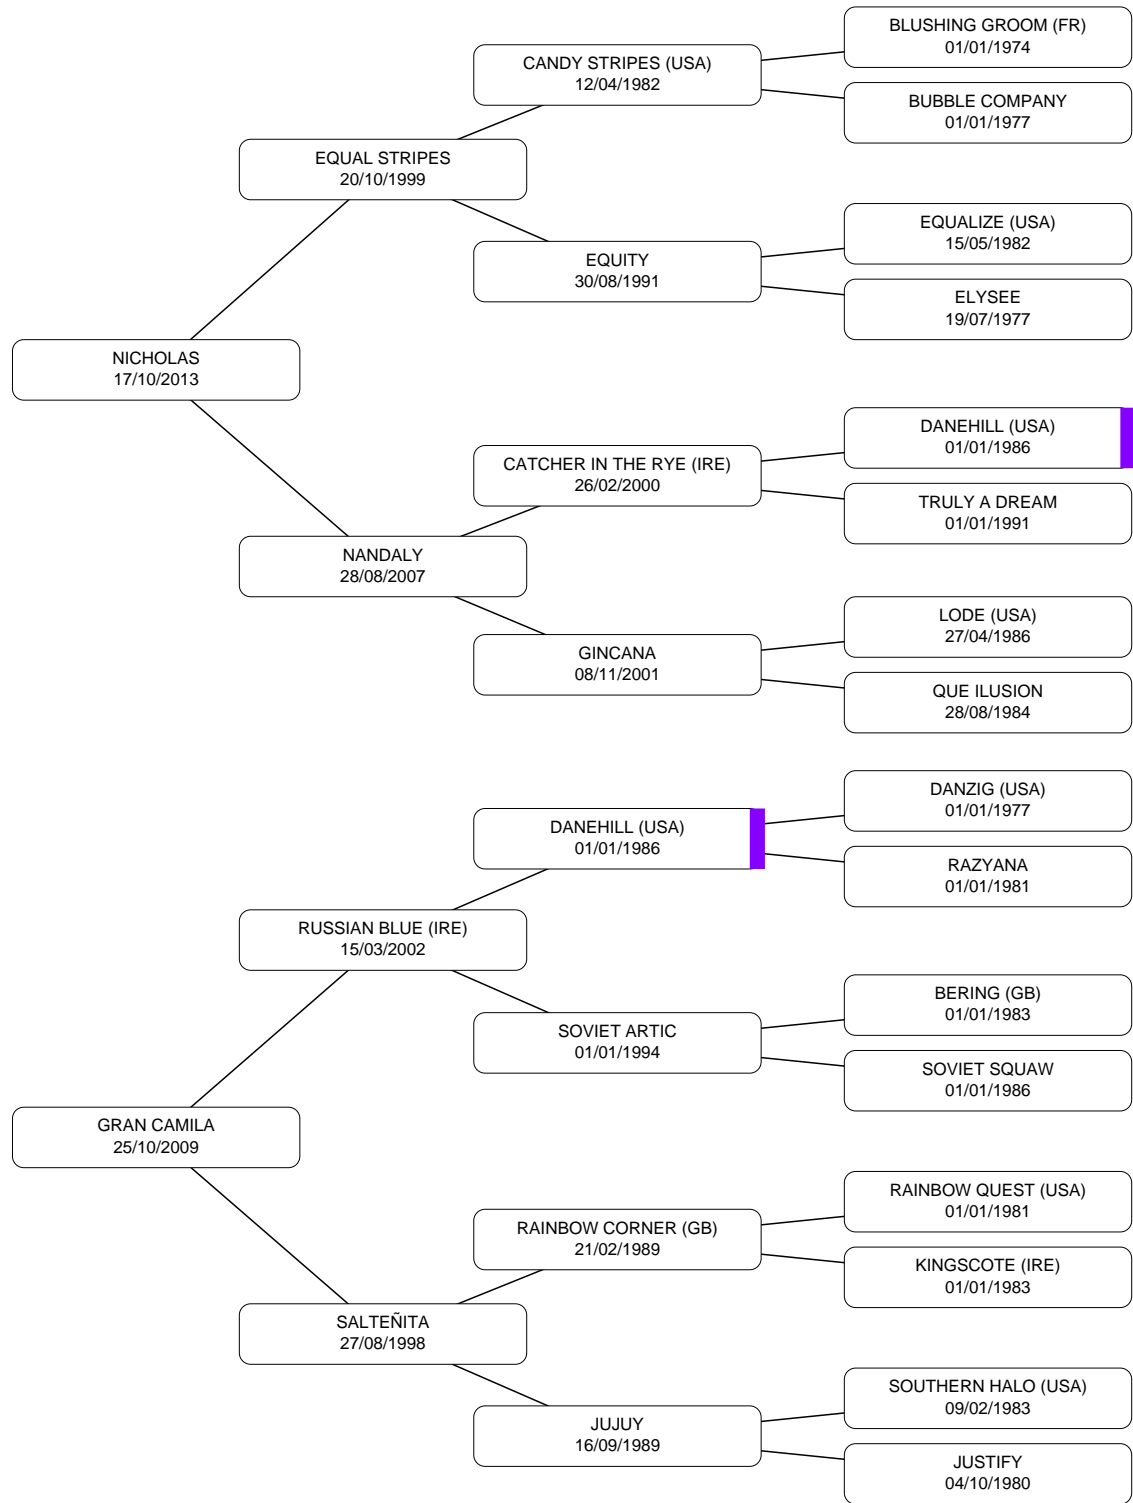 BLUSHING GROOM (FR)
01/01/1974
CANDY STRIPES (USA)
12/04/1982
BUBBLE COMPANY
01/01/1977
EQUAL STRIPES
20/10/1999
EQUALIZE (USA)
15/05/1982
EQUITY
30/08/1991
ELYSEE
19/07/1977
NICHOLAS
17/10/2013
DANEHILL (USA)
01/01/1986
CATCHER IN THE RYE (IRE)
26/02/2000
TRULY A DREAM
01/01/1991
NANDALY
28/08/2007
LODE (USA)
27/04/1986
GINCANA
08/11/2001
QUE ILUSION
28/08/1984
DANZIG (USA)
01/01/1977
DANEHILL (USA)
01/01/1986
RAZYANA
01/01/1981
RUSSIAN BLUE (IRE)
15/03/2002
BERING (GB)
01/01/1983
SOVIET ARTIC
01/01/1994
SOVIET SQUAW
01/01/1986
GRAN CAMILA
25/10/2009
RAINBOW QUEST (USA)
01/01/1981
RAINBOW CORNER (GB)
21/02/1989
KINGSCOTE (IRE)
01/01/1983
SALTEÑITA
27/08/1998
SOUTHERN HALO (USA)
09/02/1983
JUJUY
16/09/1989
JUSTIFY
04/10/1980